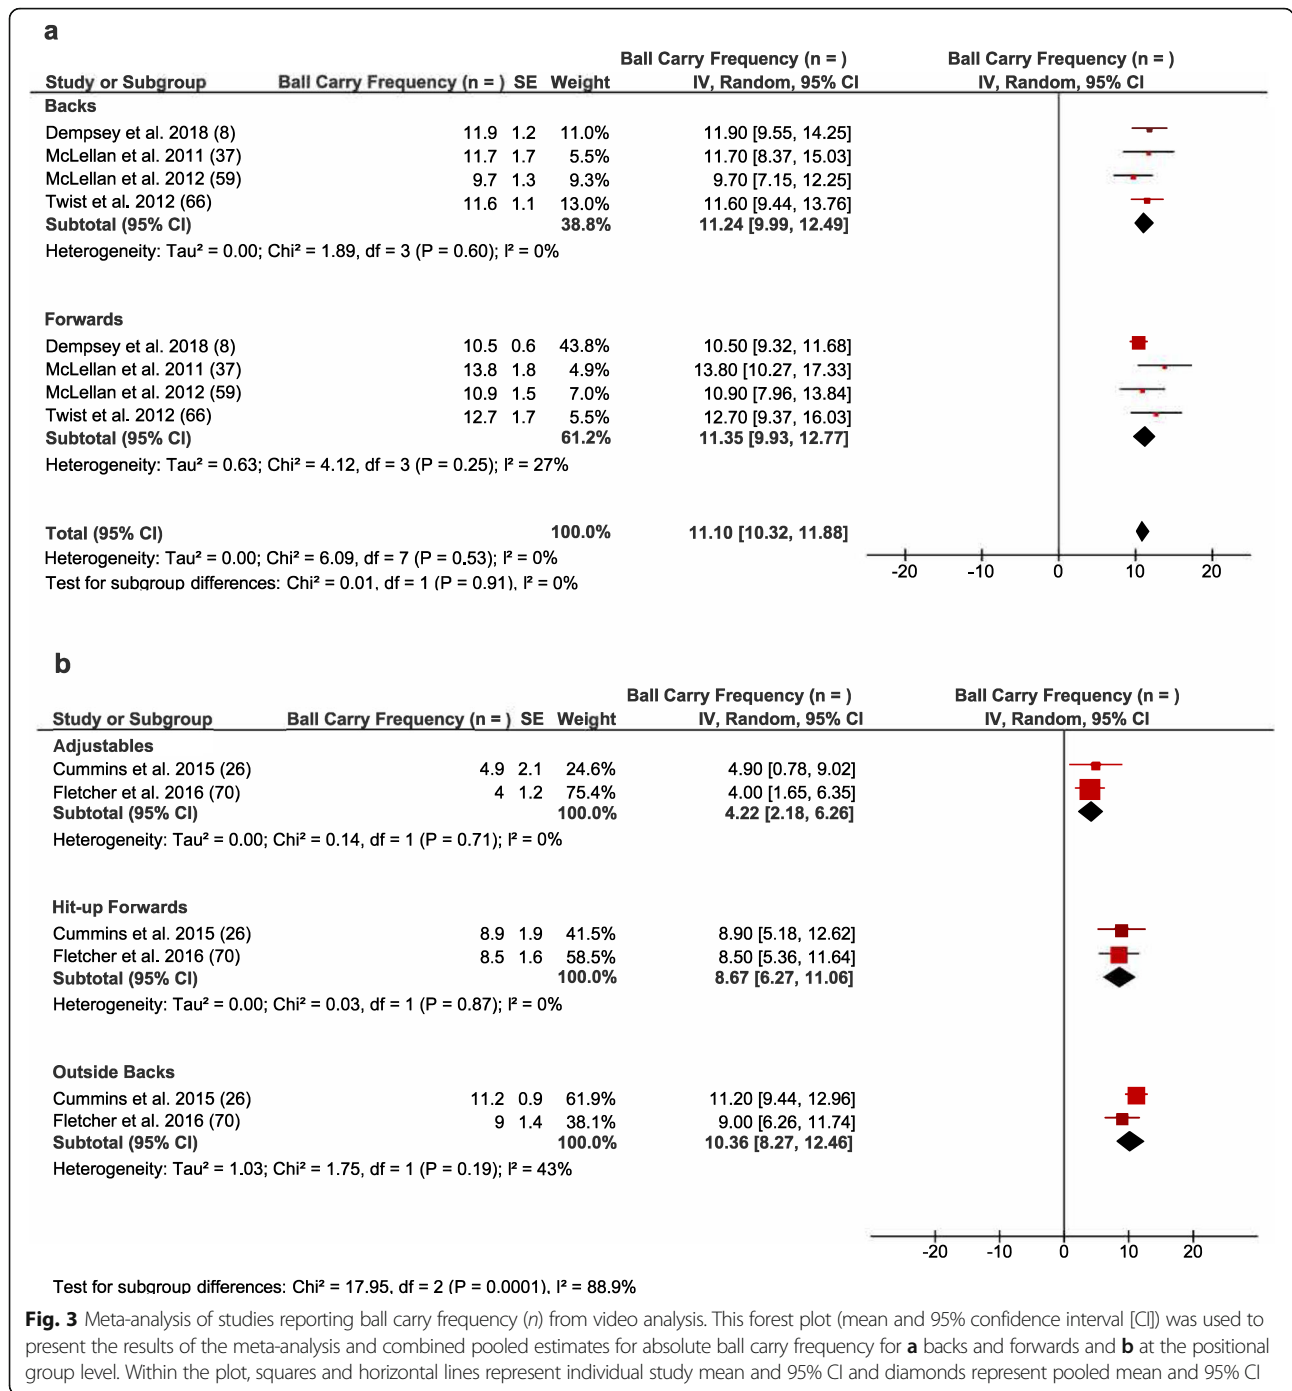 a
Ball Carry Frequency (n = ) Ball Carry Frequency (n = )
Study or Subgroup Ball Carry Frequency (n = ) SE Weight IV, Random, 95% CI IV, Random, 95% CI
Backs
Dempsey et al. 2018 (8) 11.9 1.2 11.0% 11.90 [9.55, 14.25]
McLellan et al. 2011 (37) 11.7 1.7 5.5% 11.70 [8.37, 15.03]
McLellan et al. 2012 (59) 9.7 1.3 9.3% 9.70 [7.15, 12.25]
Twist et al. 2012 (66) 11.6 1.1 13.0% 11.60 [9.44, 13.76]
Subtotal (95% CI) 38.8% 11.24 [9.99, 12.49]
Heterogeneity: Tau² = 0.00; Chi² = 1.89, df = 3 (P = 0.60); I² = 0%
Forwards
Dempsey et al. 2018 (8) 10.5 0.6 43.8% 10.50 [9.32, 11.68]
McLellan et al. 2011 (37) 13.8 1.8 4.9% 13.80 [10.27, 17.33]
McLellan et al. 2012 (59) 10.9 1.5 7.0% 10.90 [7.96, 13.84]
Twist et al. 2012 (66) 12.7 1.7 5.5% 12.70 [9.37, 16.03]
Subtotal (95% CI) 61.2% 11.35 [9.93, 12.77]
Heterogeneity: Tau² = 0.63; Chi² = 4.12, df = 3 (P = 0.25); I² = 27%
Total (95% CI) 100.0% 11.10 [10.32, 11.88]
Heterogeneity: Tau² = 0.00; Chi² = 6.09, df = 7 (P = 0.53); I² = 0%
Test for subgroup differences: Chi² = 0.01, df = 1 (P = 0.91), I² = 0%
-20 -10 0 10 20
b
Ball Carry Frequency (n = ) Ball Carry Frequency (n = )
Study or Subgroup Ball Carry Frequency (n = ) SE Weight IV, Random, 95% CI IV, Random, 95% CI
Adjustables
Cummins et al. 2015 (26) 4.9 2.1 24.6% 4.90 [0.78, 9.02]
Fletcher et al. 2016 (70) 4 1.2 75.4% 4.00 [1.65, 6.35]
Subtotal (95% CI) 100.0% 4.22 [2.18, 6.26]
Heterogeneity: Tau² = 0.00; Chi² = 0.14, df = 1 (P = 0.71); I² = 0%
Hit-up Forwards
Cummins et al. 2015 (26) 8.9 1.9 41.5% 8.90 [5.18, 12.62]
Fletcher et al. 2016 (70) 8.5 1.6 58.5% 8.50 [5.36, 11.64]
Subtotal (95% CI) 100.0% 8.67 [6.27, 11.06]
Heterogeneity: Tau² = 0.00; Chi² = 0.03, df = 1 (P = 0.87); I² = 0%
Outside Backs
Cummins et al. 2015 (26) 11.2 0.9 61.9% 11.20 [9.44, 12.96]
Fletcher et al. 2016 (70) 9 1.4 38.1% 9.00 [6.26, 11.74]
Subtotal (95% CI) 100.0% 10.36 [8.27, 12.46]
Heterogeneity: Tau² = 1.03; Chi² = 1.75, df = 1 (P = 0.19); I² = 43%
-20 -10 0 10 20
Test for subgroup differences: Chi² = 17.95, df = 2 (P = 0.0001), I² = 88.9%
Fig. 3 Meta-analysis of studies reporting ball carry frequency (n) from video analysis. This forest plot (mean and 95% confidence interval [CI]) was used to
present the results of the meta-analysis and combined pooled estimates for absolute ball carry frequency for a backs and forwards and b at the positional
group level. Within the plot, squares and horizontal lines represent individual study mean and 95% CI and diamonds represent pooled mean and 95% CI